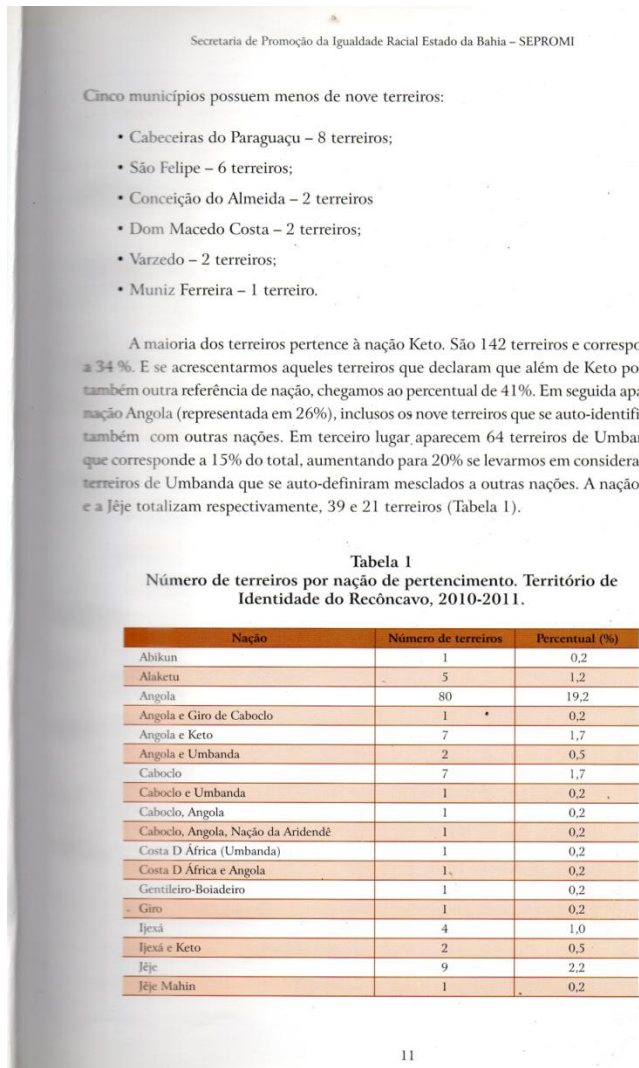 Secretaria de Promoção da Igualdade Racial Estado da Bahia – SEPROMI
Cinco municípios possuem menos de nove terreiros:
• Cabeceiras do Paraguaçu – 8 terreiros;
• São Felipe – 6 terreiros;
• Conceição do Almeida – 2 terreiros
• Dom Macedo Costa – 2 terreiros;
• Varzedo – 2 terreiros;
• Muniz Ferreira – 1 terreiro.
A maioria dos terreiros pertence à nação Keto. São 142 terreiros e correspo
a 34 %. E se acrescentarmos aqueles terreiros que declaram que além de Keto po
também outra referência de nação, chegamos ao percentual de 41%. Em seguida apa
nação Angola (representada em 26%), inclusos os nove terreiros que se auto-identifi
também com outras nações. Em terceiro lugar aparecem 64 terreiros de Umba
que corresponde a 15% do total, aumentando para 20% se levarmos em considera
terreiros de Umbanda que se auto-definiram mesclados a outras nações. A nação
e a Jêje totalizam respectivamente, 39 e 21 terreiros (Tabela 1).
Tabela 1
Número de terreiros por nação de pertencimento. Território de
Identidade do Recôncavo, 2010-2011.
Nação Número de terreiros Percentual (%)
Abikun 1 0,2
Alaketu 5 1,2
Angola 80 19,2
Angola e Giro de Caboclo 1 0,2
Angola e Keto 7 1,7
Angola e Umbanda 2 0,5
Caboclo 7 1,7
Caboclo e Umbanda 1 0,2
Caboclo, Angola 1 0,2
Caboclo, Angola, Nação da Aridendê 1 0,2
Costa D África (Umbanda) 1 0,2
Costa D África e Angola 1 0,2
Gentileiro-Boiadeiro 1 0,2
Giro 1 0,2
Ijexá 4 1,0
Ijexá e Keto 2 0,5
Jêje 9 2,2
Jêje Mahin 1 0,2
11